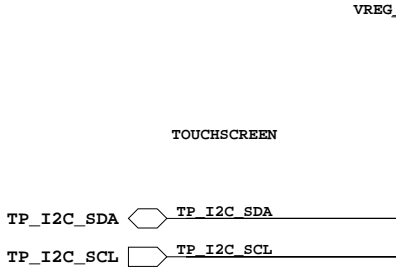 VREG_
TOUCHSCREEN
TP_I2C_SDA TP_I2C_SDA
TP_I2C_SCL TP_I2C_SCL